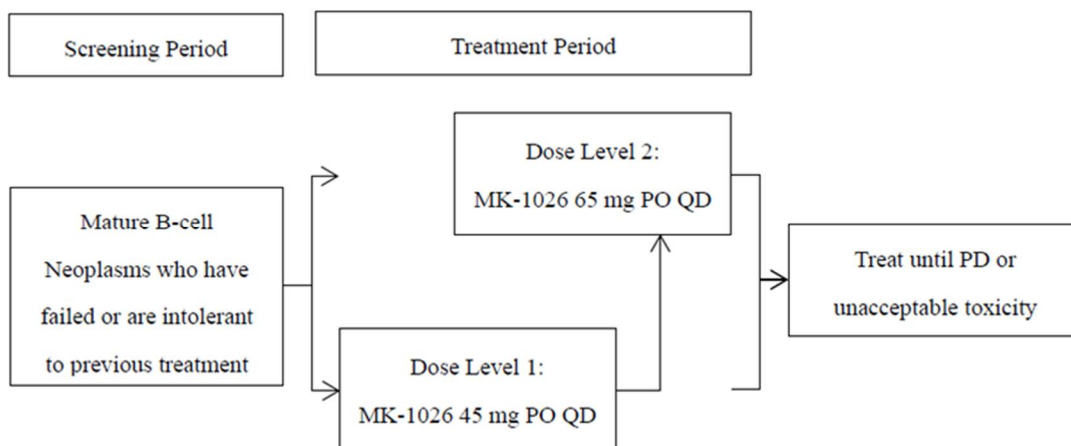 Screening Period
Treatment Period
Mature B-cell
Neoplasms who have
failed or are intolerant
to previous treatment
Dose Level 2:
MK-1026 65 mg PO QD
Dose Level 1:
MK-1026 45 mg PO QD
Treat until PD or
unacceptable toxicity